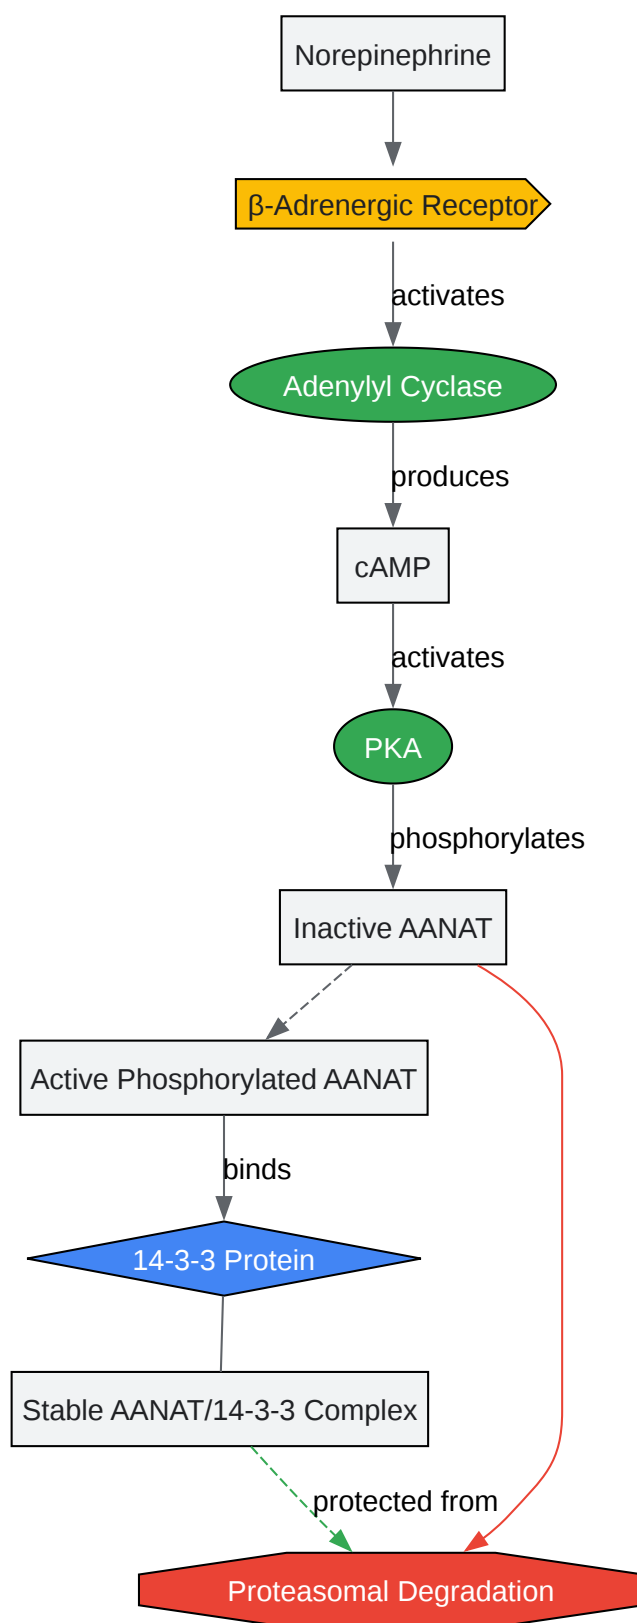 Norepinephrine
β-Adrenergic Receptor
activates
Adenylyl Cyclase
produces
cAMP
activates
PKA
phosphorylates
Inactive AANAT
Active Phosphorylated AANAT
binds
14-3-3 Protein
Stable AANAT/14-3-3 Complex
protected from
Proteasomal Degradation